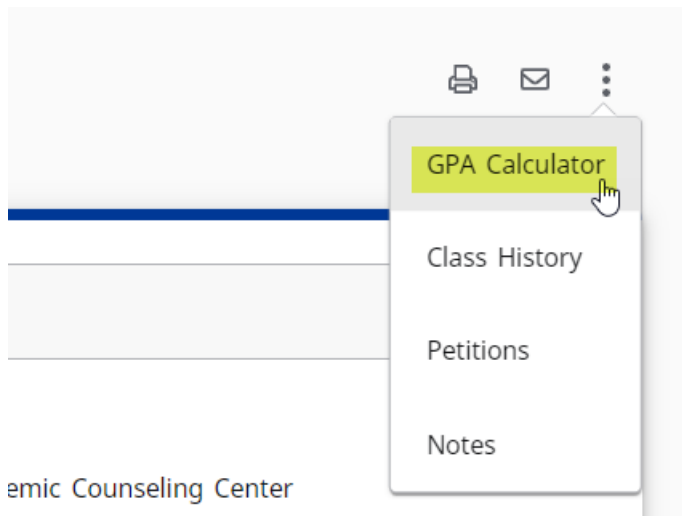 GPA Calculator
Class History
Petitions
Notes
emic Counseling Center